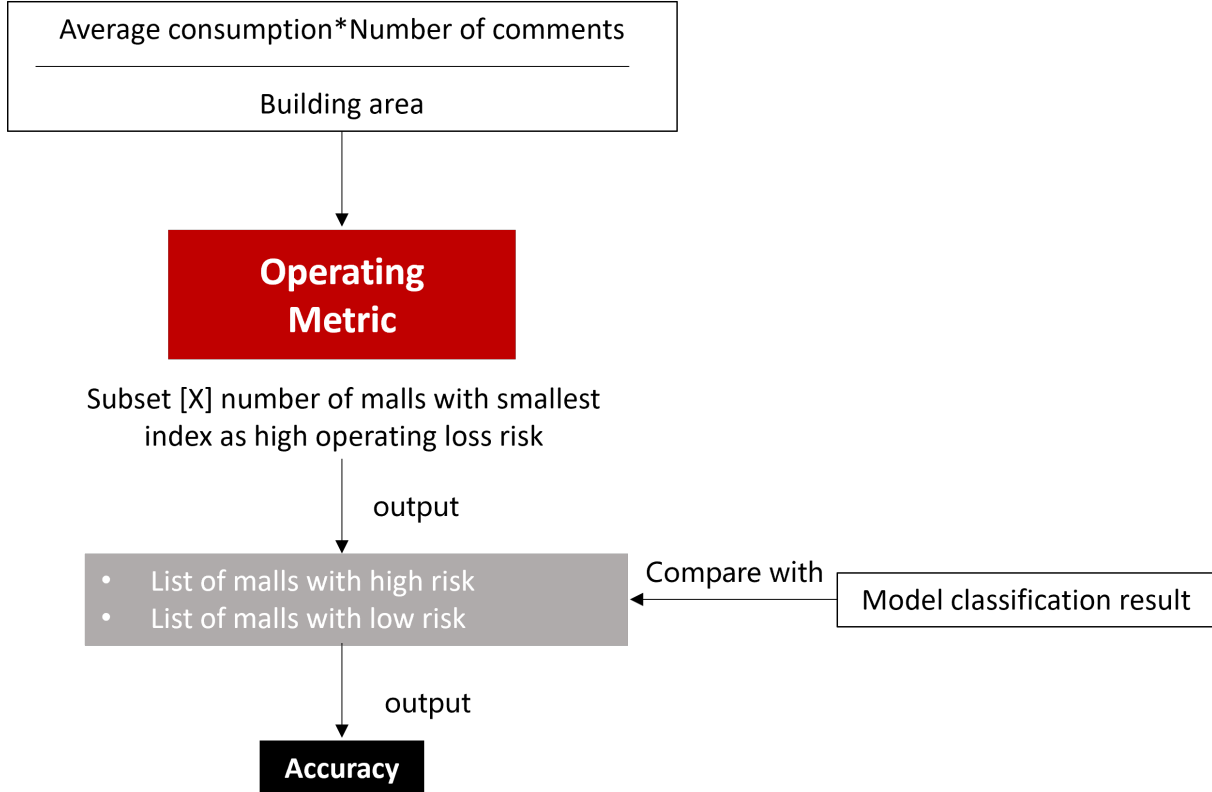 Average consumption*Number of comments
Building area
Operating
Metric
Subset [X] number of malls with smallest
index as high operating loss risk
output
• List of malls with high risk
• List of malls with low risk
Compare with
Model classification result
output
Accuracy